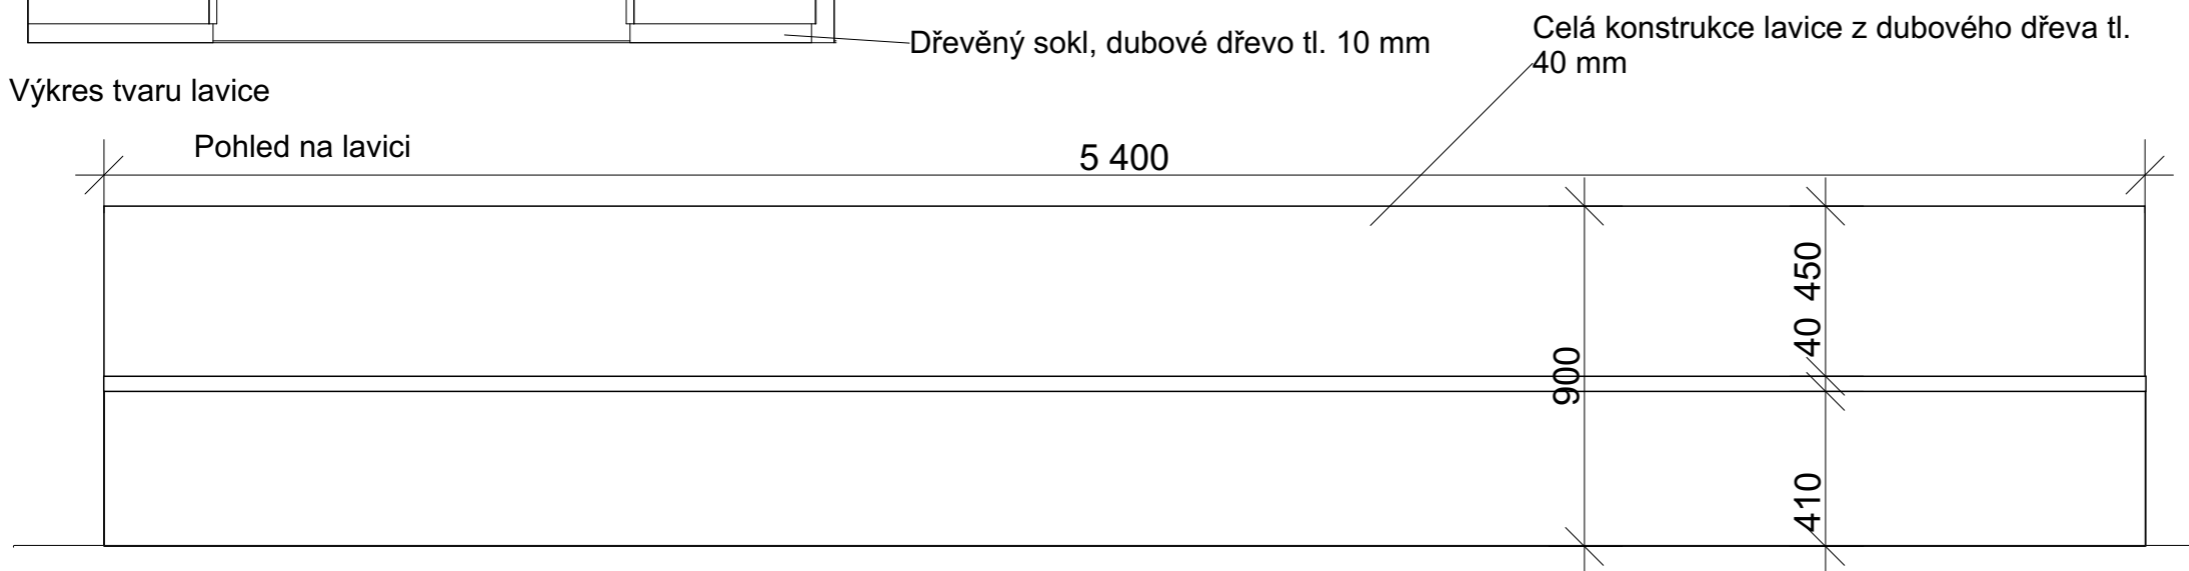 Dřevěný sokl, dubové dřevo tl. 10 mm
Celá konstrukce lavice z dubového dřeva tl.
40 mm
Výkres tvaru lavice
Pohled na lavici
5 400
900
450
40
410